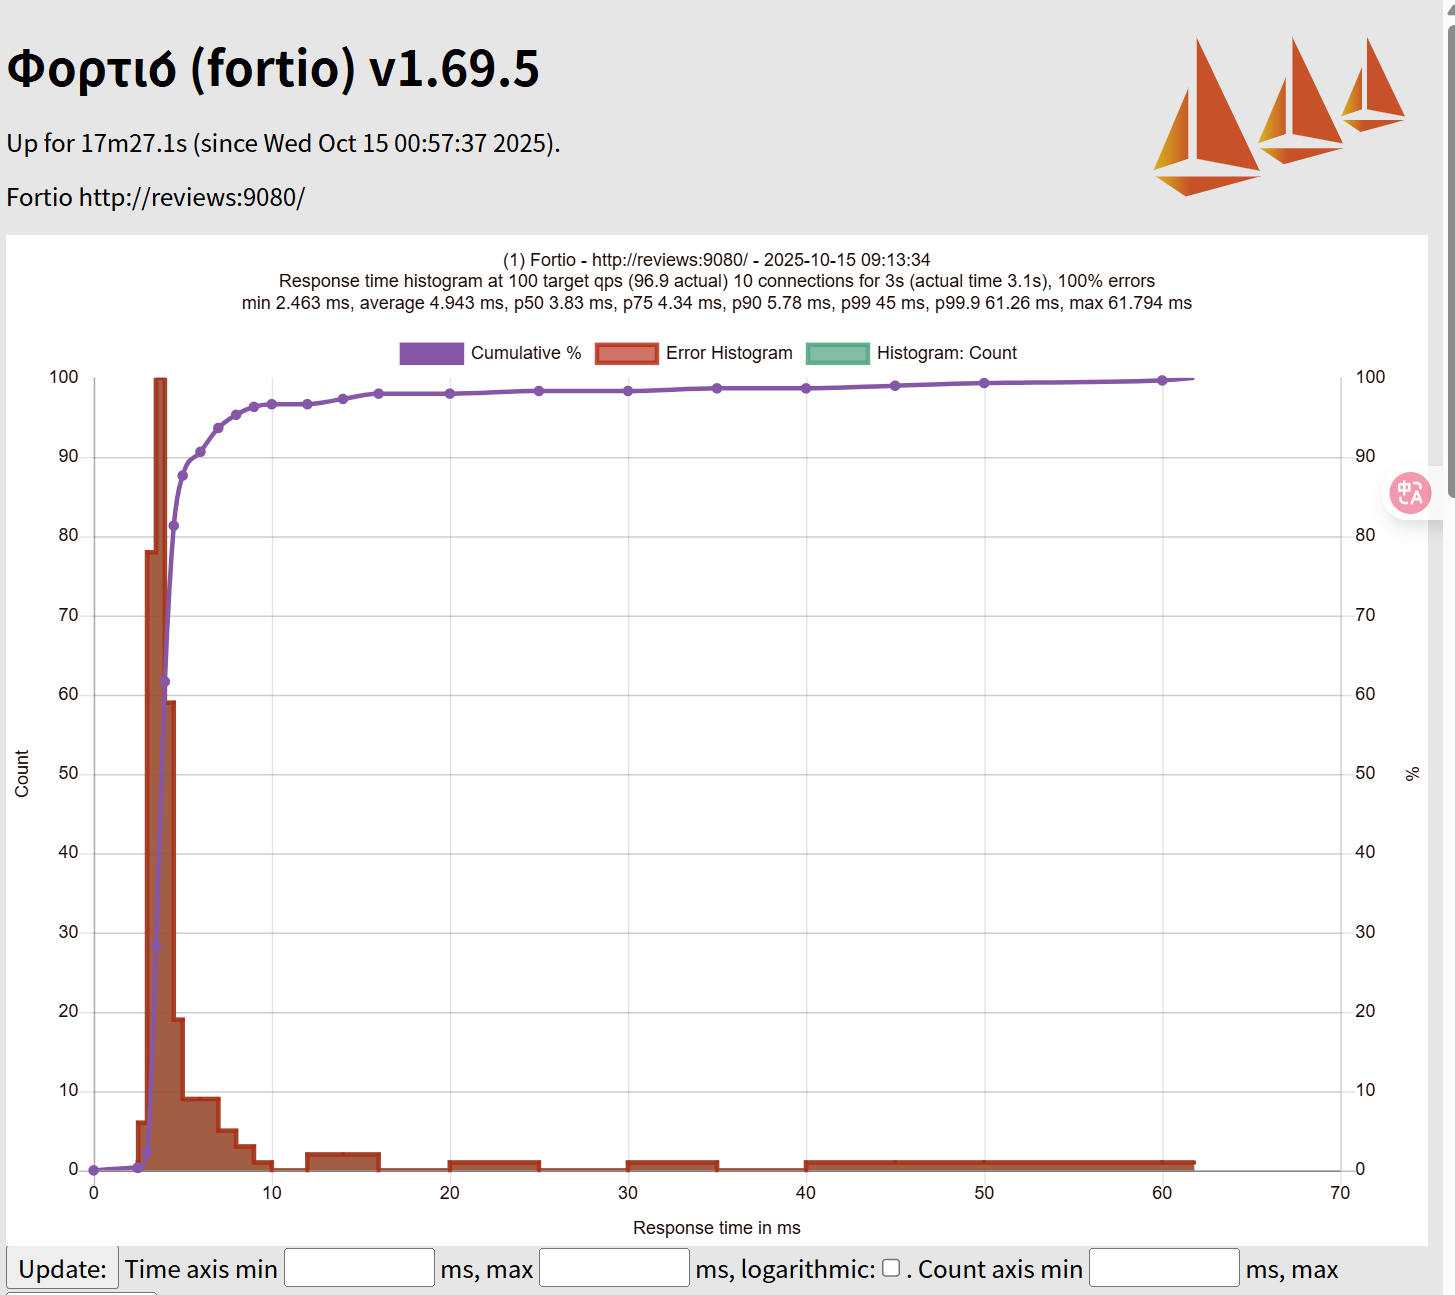 Φορτιό (fortio) v1.69.5
Up for 17m27.1s (since Wed Oct 15 00:57:37 2025).
Fortio http://reviews:9080/
(1) Fortio - http://reviews:9080/ - 2025-10-15 09:13:34
Response time histogram at 100 target qps (96.9 actual) 10 connections for 3s (actual time 3.1s), 100% errors
min 2.463 ms, average 4.943 ms, p50 3.83 ms, p75 4.34 ms, p90 5.78 ms, p99 45 ms, p99.9 61.26 ms, max 61.794 ms
Cumulative % Error Histogram Histogram: Count
100 100
90 90
中A
80 80
70 70
60 60
50 50
Count %
40 40
30 30
20 20
10 10
0 0
0 10 20 30 40 50 60 70
Response time in ms
Update: Time axis min ms, max ms, logarithmic: . Count axis min ms, max